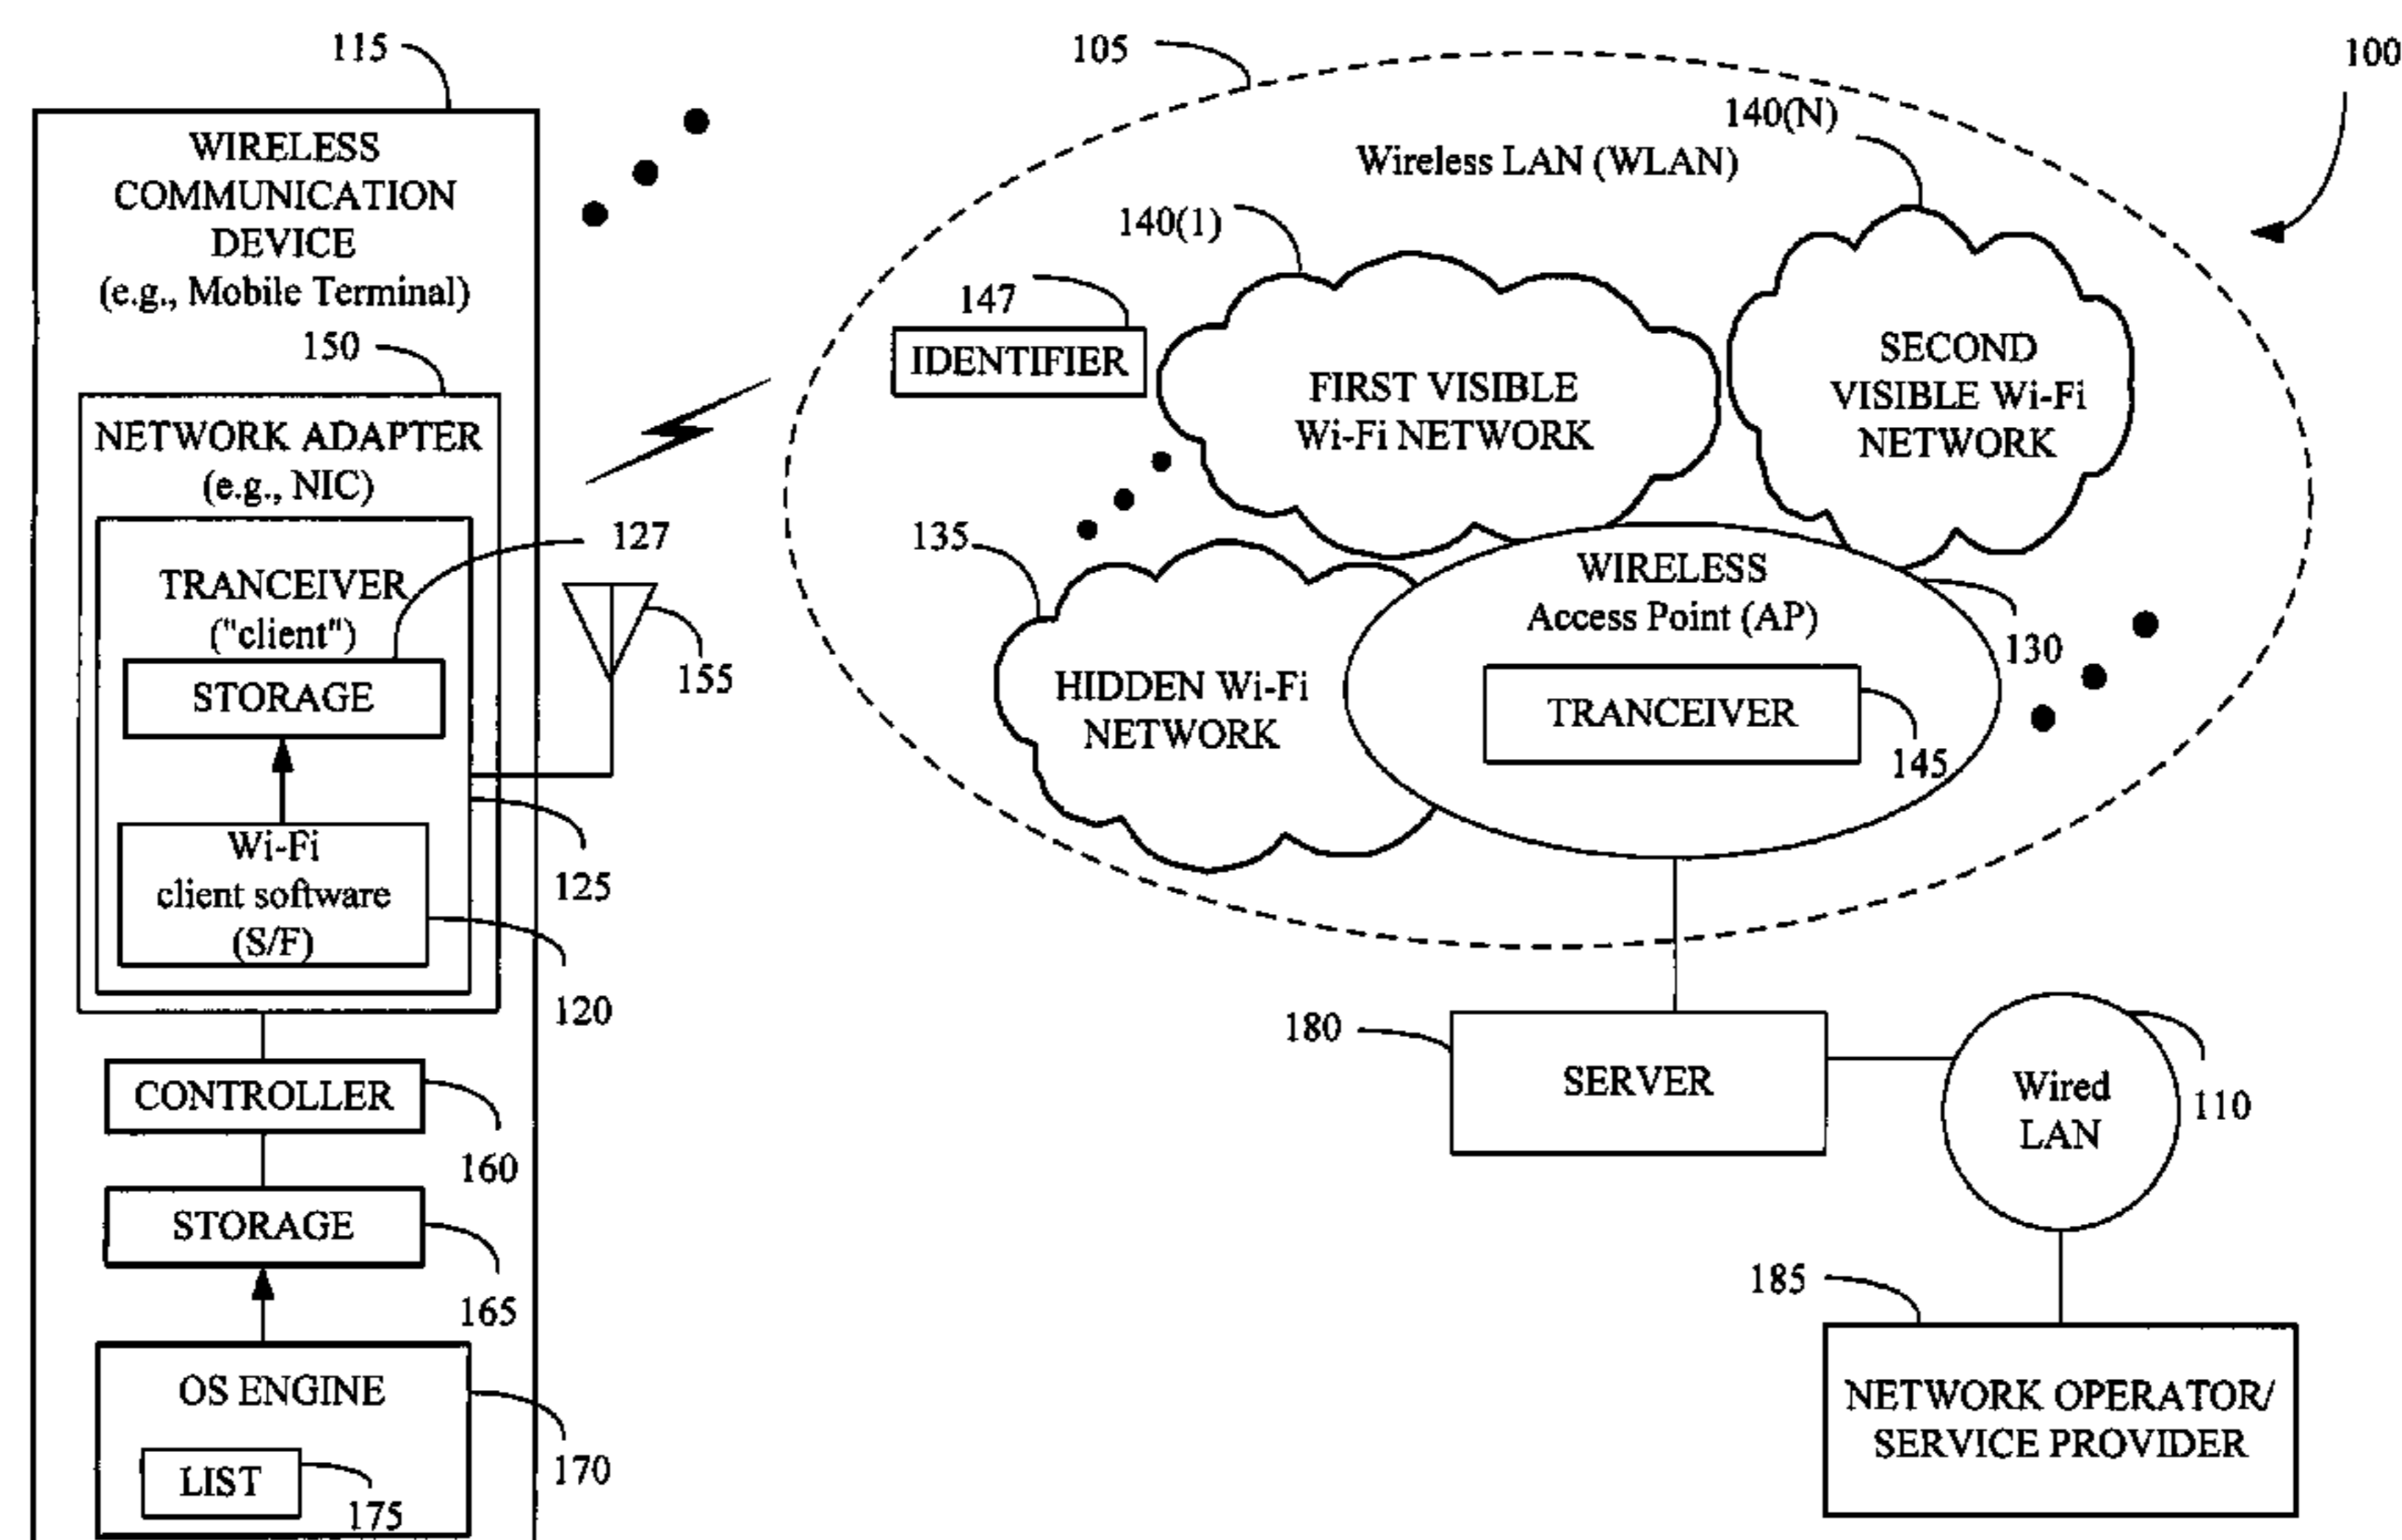 115
WIRELESS
COMMUNICATION
DEVICE
(e.g., Mobile Terminal)
150
NETWORK ADAPTER
(e.g., NIC)
127
TRANCEIVER
("client")
STORAGE
155
Wi-Fi
client software
(S/F)
125
120
CONTROLLER
160
STORAGE
165
OS ENGINE
170
LIST
175
105
100
140(N)
Wireless LAN (WLAN)
140(1)
147
IDENTIFIER
FIRST VISIBLE
Wi-Fi NETWORK
SECOND
VISIBLE Wi-Fi
NETWORK
135
HIDDEN Wi-Fi
NETWORK
WIRELESS
Access Point (AP)
130
TRANCEIVER
145
180
SERVER
Wired
LAN
110
185
NETWORK OPERATOR/
SERVICE PROVIDER